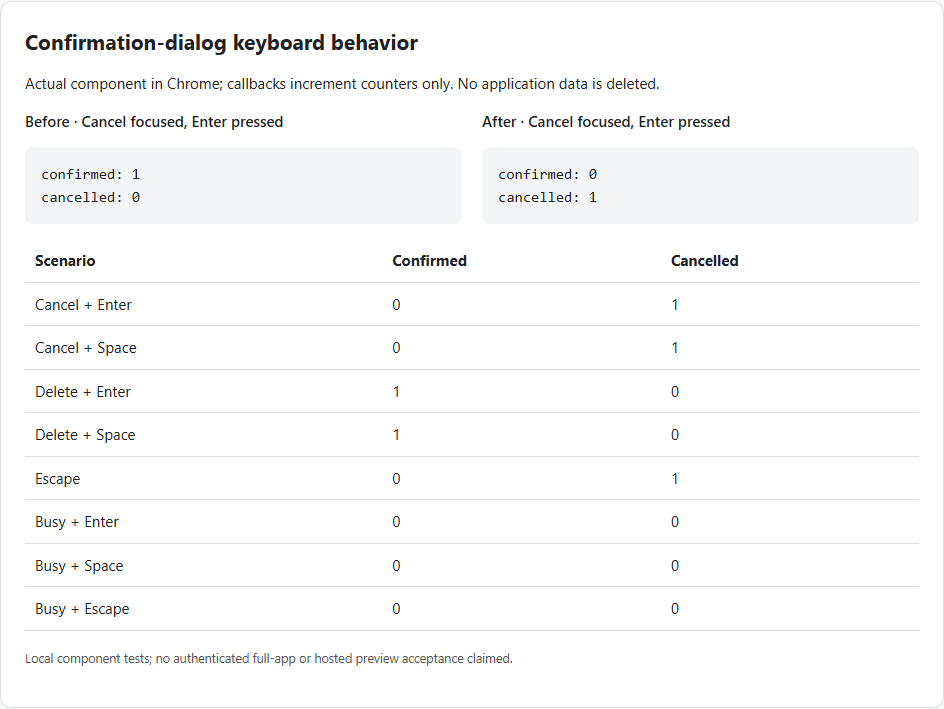 Confirmation-dialog keyboard behavior
Actual component in Chrome; callbacks increment counters only. No application data is deleted.
Before · Cancel focused, Enter pressed
confirmed: 1
cancelled: 0
After · Cancel focused, Enter pressed
confirmed: 0
cancelled: 1
Scenario Confirmed Cancelled
Cancel + Enter 0 1
Cancel + Space 0 1
Delete + Enter 1 0
Delete + Space 1 0
Escape 0 1
Busy + Enter 0 0
Busy + Space 0 0
Busy + Escape 0 0
Local component tests; no authenticated full-app or hosted preview acceptance claimed.